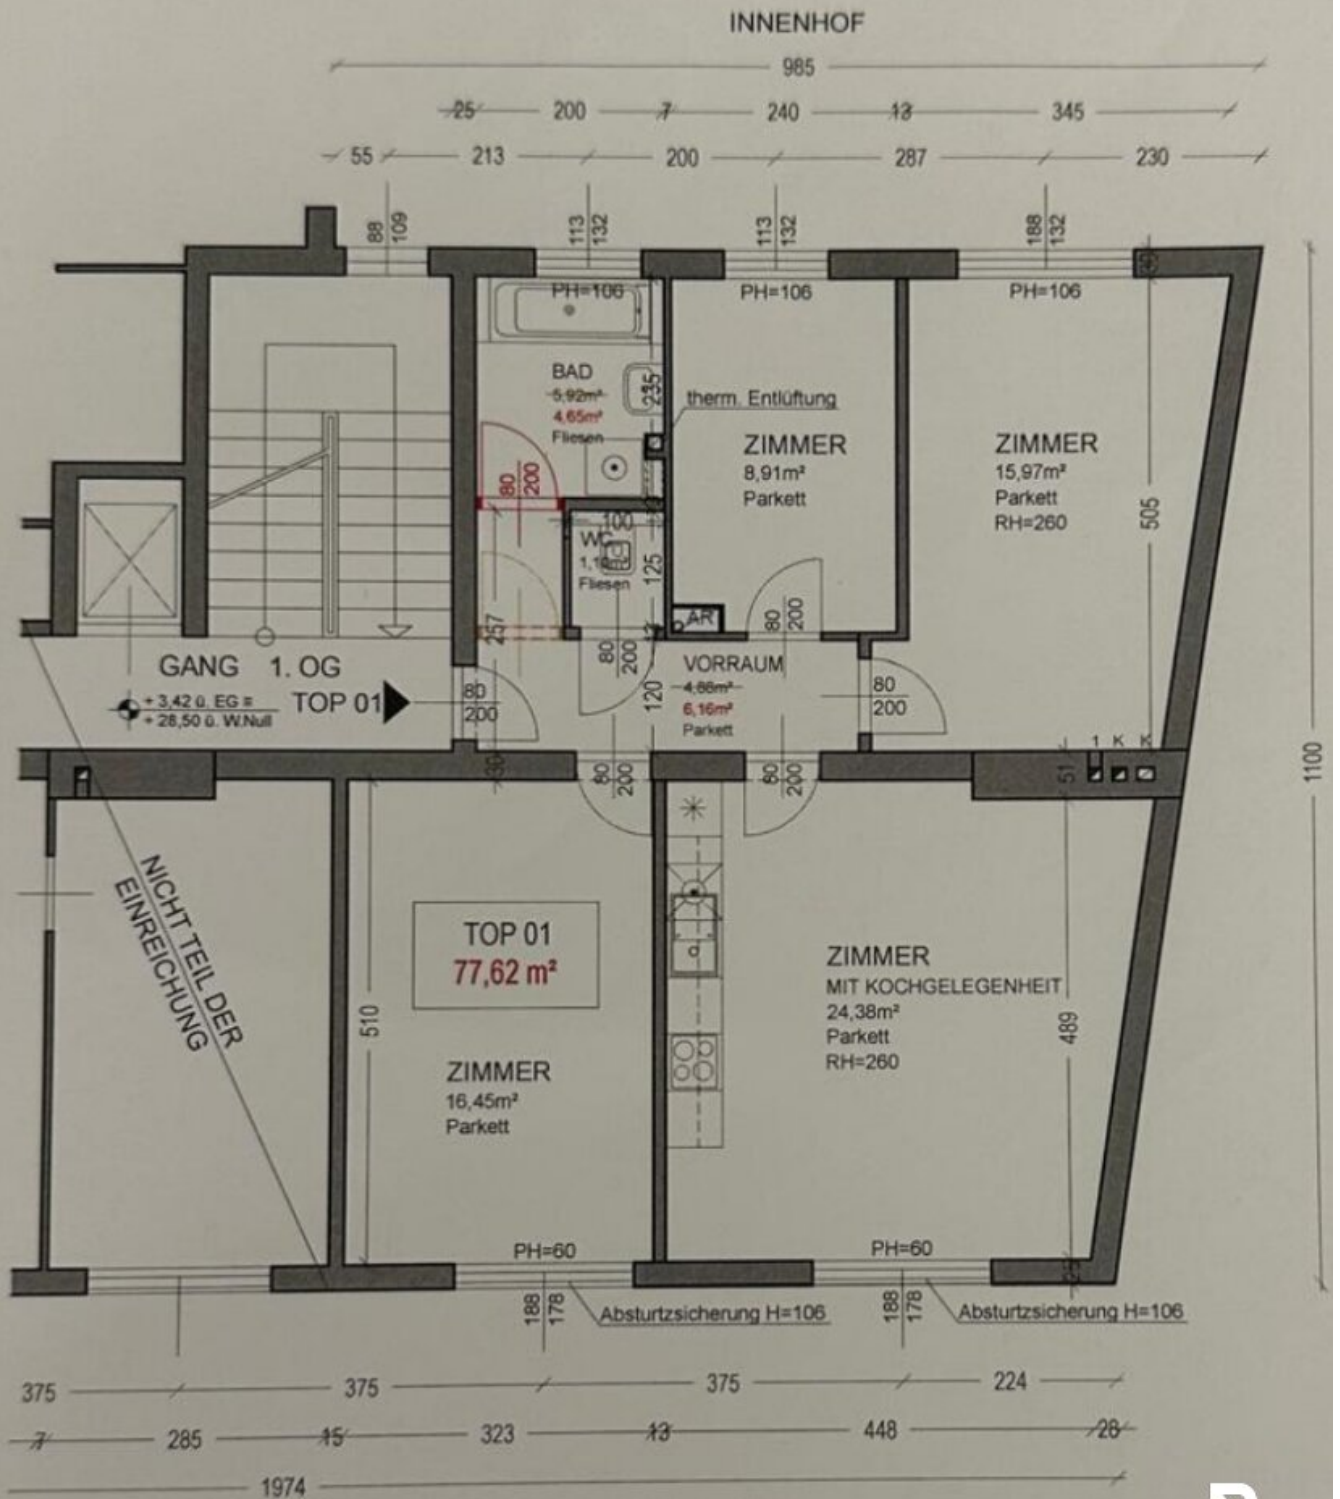 INNENHOF
985
25 200 7 240 13 345
55 213 200 287 230
88
109
113
132
113
132
188
132
PH=106
PH=106
PH=106
BAD
5,92m²
4,65m²
Fliesen
235
therm. Entlüftung
ZIMMER
8,91m²
Parkett
ZIMMER
15,97m²
Parkett
RH=260
505
80
200
100
WC
Fliesen
125
257
AR
80
200
80
200
GANG 1. OG
+ 3,42 ü. EG =
+ 28,50 ü. W.Null
TOP 01
80
200
120
VORRAUM
4,88m²
6,16m²
Parkett
80
200
1 K K
51
30
80
200
80
200
1100
NICHT TEIL DER
EINREICHUNG
510
TOP 01
77,62 m²
ZIMMER
16,45m²
Parkett
ZIMMER
MIT KOCHGELEGENHEIT
24,38m²
Parkett
RH=260
489
PH=60
PH=60
188
178
Absturtzsicherung H=106
188
178
Absturtzsicherung H=106
375 375 375 224
7 285 15 323 13 448 28
1974